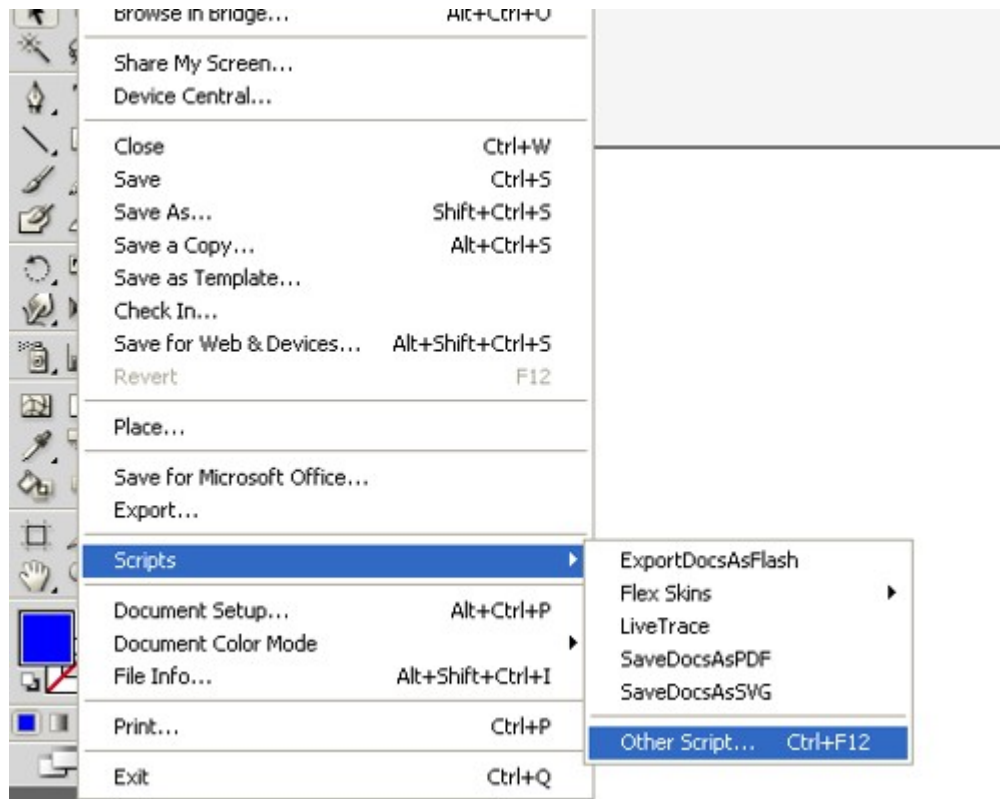 Browse in Bridge... Alt+Ctrl+O
Share My Screen...
Device Central...
Close Ctrl+W
Save Ctrl+S
Save As... Shift+Ctrl+S
Save a Copy... Alt+Ctrl+S
Save as Template...
Check In...
Save for Web & Devices... Alt+Shift+Ctrl+S
Revert F12
Place...
Save for Microsoft Office...
Export...
Scripts
ExportDocsAsFlash
Flex Skins
LiveTrace
SaveDocsAsPDF
SaveDocsAsSVG
Other Script... Ctrl+F12
Document Setup... Alt+Ctrl+P
Document Color Mode
File Info... Alt+Shift+Ctrl+I
Print... Ctrl+P
Exit Ctrl+Q